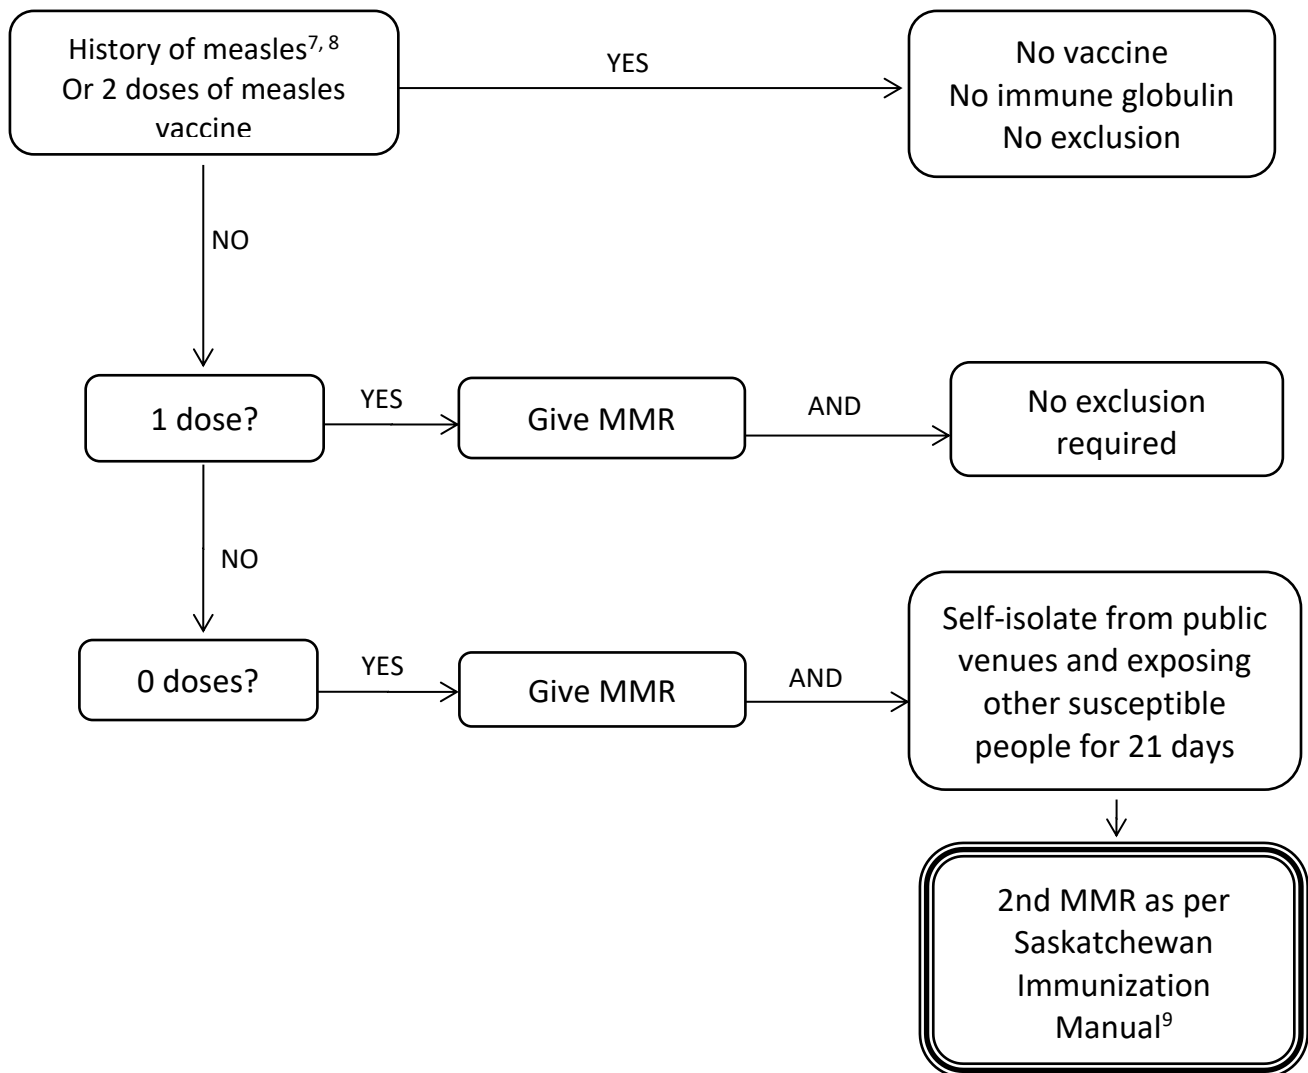 History of measles7, 8
Or 2 doses of measles
vaccine
YES
No vaccine
No immune globulin
No exclusion
NO
1 dose?
YES
Give MMR
AND
No exclusion
required
NO
0 doses?
YES
Give MMR
AND
Self-isolate from public
venues and exposing
other susceptible
people for 21 days
2nd MMR as per
Saskatchewan
Immunization
Manual9